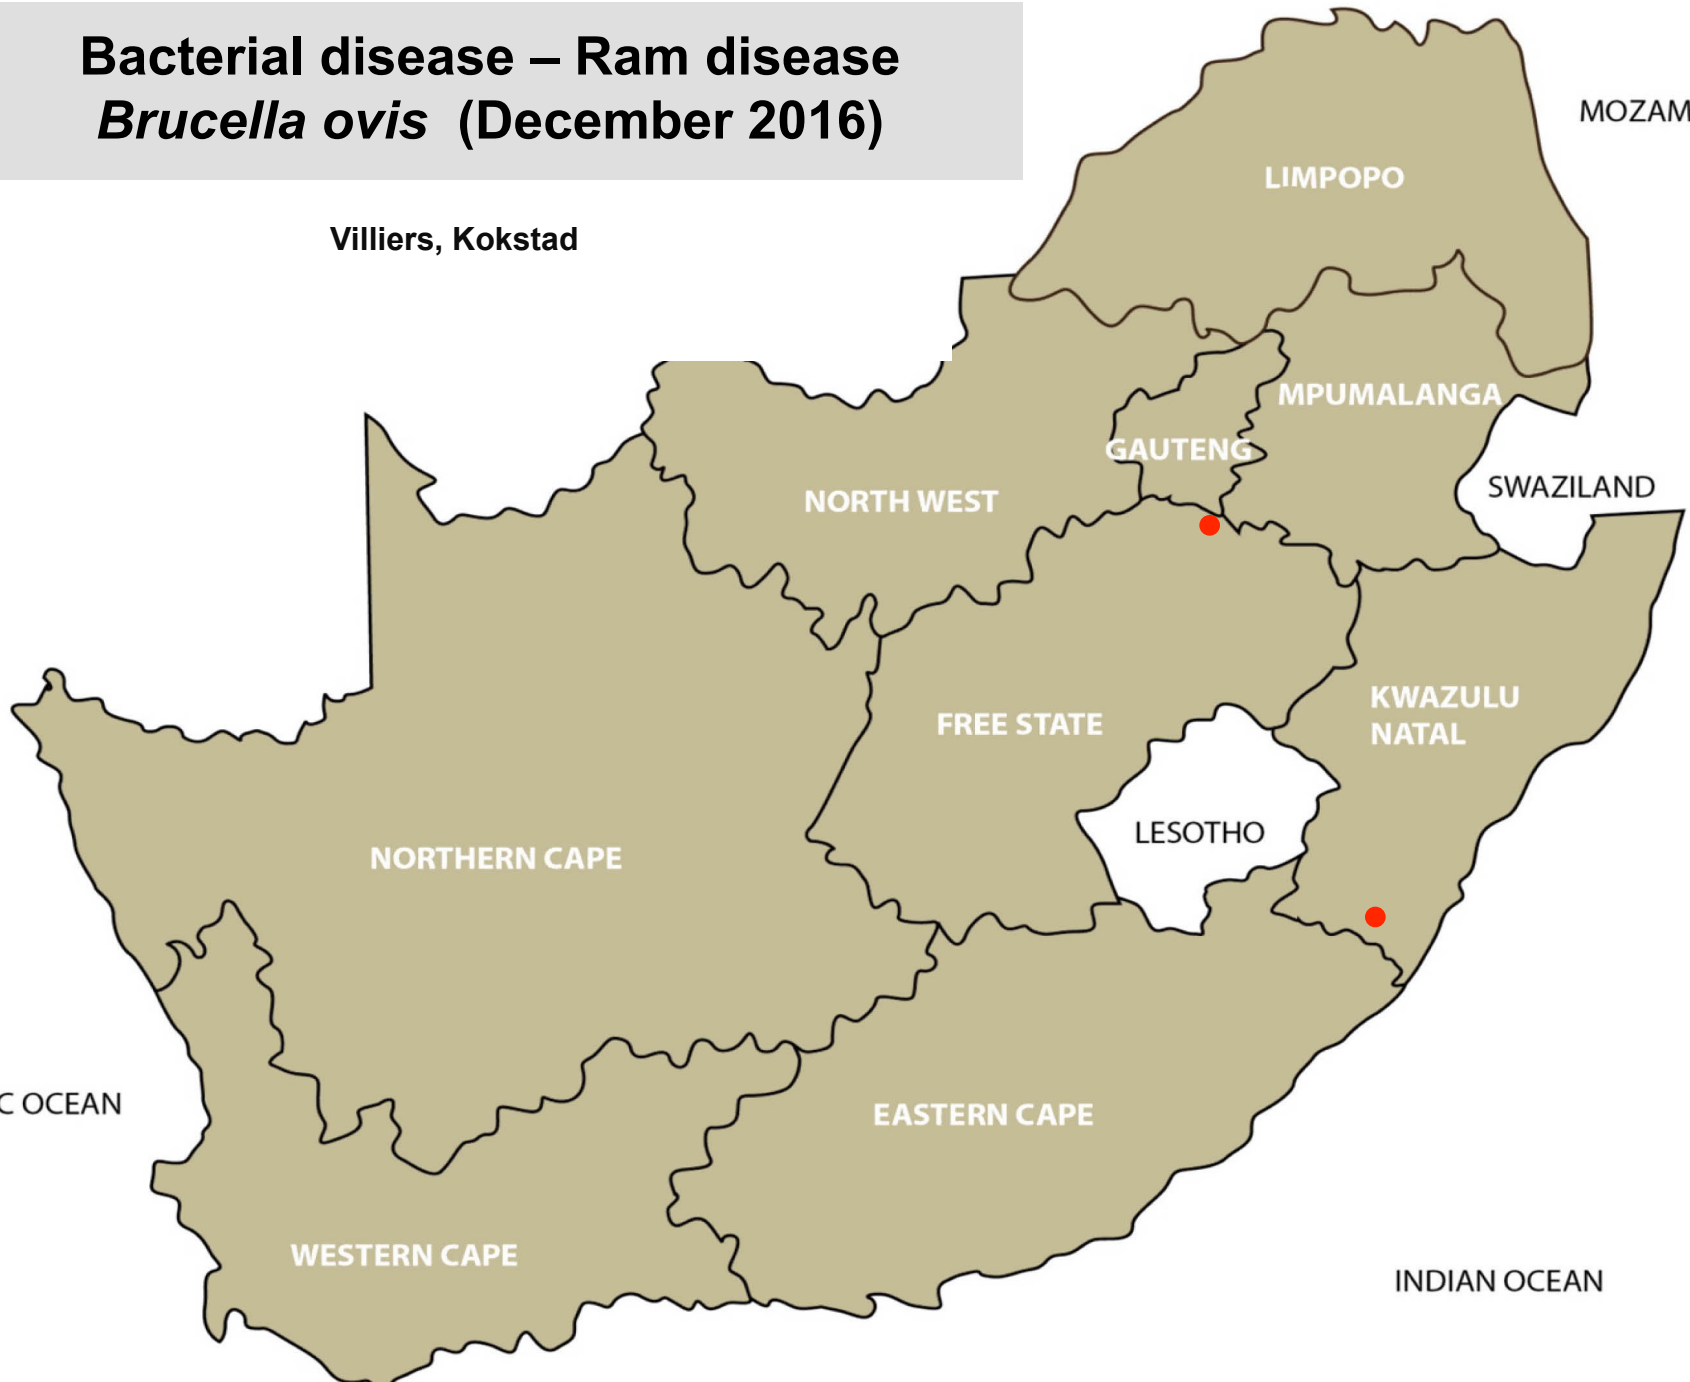 Bacterial disease – Ram disease
Brucella ovis (December 2016)
MOZAM
LIMPOPO
Villiers, Kokstad
MPUMALANGA
GAUTENG
SWAZILAND
NORTH WEST
KWAZULU
NATAL
FREE STATE
LESOTHO
NORTHERN CAPE
C OCEAN
EASTERN CAPE
WESTERN CAPE
INDIAN OCEAN